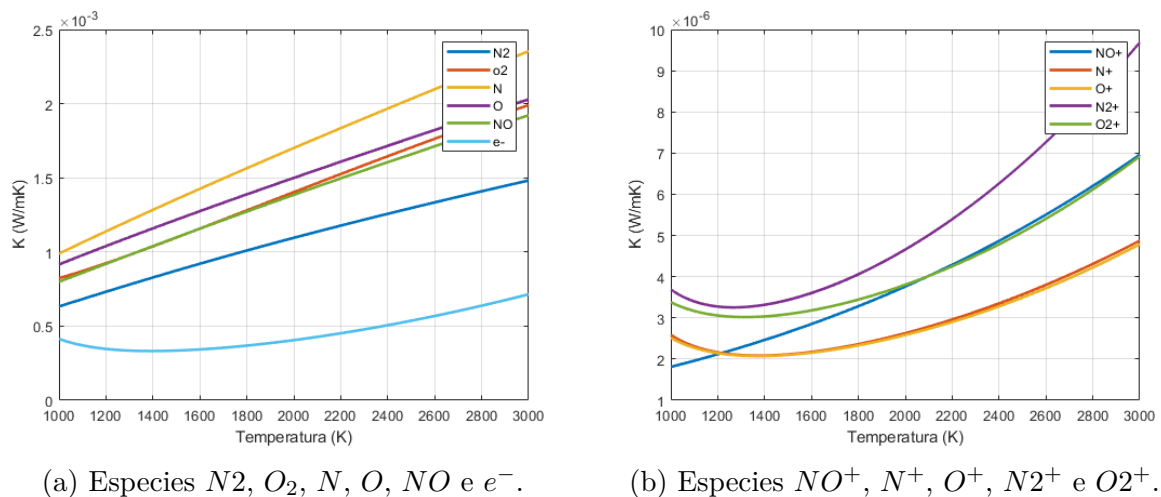 ×10⁻³
2.5
2
1.5
1
0.5
0
K (W/mK)
1000 1200 1400 1600 1800 2000 2200 2400 2600 2800 3000
Temperatura (K)
N2
o2
N
O
NO
e-
(a) Especies N2, O₂, N, O, NO e e⁻.
×10⁻⁶
10
9
8
7
6
5
4
3
2
1
K (W/mK)
1000 1200 1400 1600 1800 2000 2200 2400 2600 2800 3000
Temperatura (K)
NO+
N+
O+
N2+
O2+
(b) Especies NO⁺, N⁺, O⁺, N2⁺ e O2⁺.